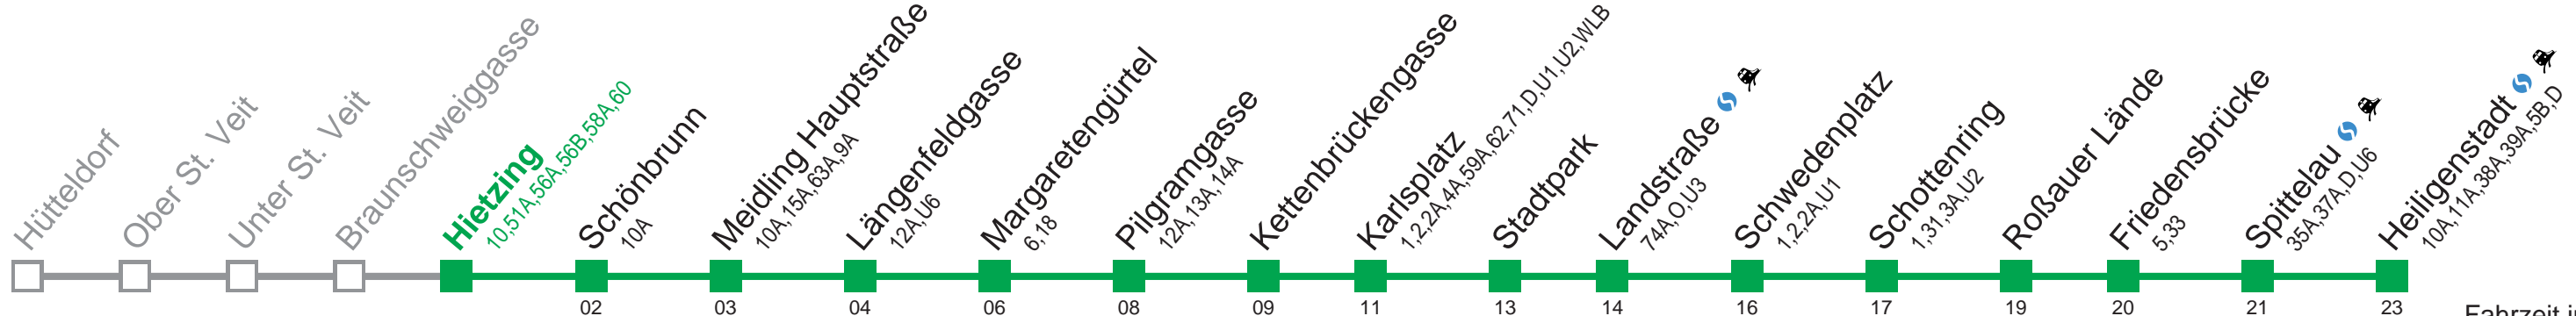 Hütteldorf
Ober St. Veit
Unter St. Veit
Braunschweiggasse
Hietzing
10,51A,56A,56B,58A,60
Schönbrunn
10A
Meidling Hauptstraße
10A,15A,63A,9A
Längenfeldgasse
12A,U6
Margaretengürtel
6,18
Pilgramgasse
12A,13A,14A
Kettenbrückengasse
Karlsplatz
1,2,2A,4A,59A,62,71,D,U1,U2,WLB
Stadtpark
Landstraße
74A,O,U3
Schwedenplatz
1,2,2A,U1
Schottenring
1,31,3A,U2
Roßauer Lände
Friedensbrücke
5,33
Spittelau
35A,37A,D,U6
Heiligenstadt
10A,11A,38A,39A,5B,D
02 03 04 06 08 09 11 13 14 16 17 19 20 21 23
Fahrzeit i